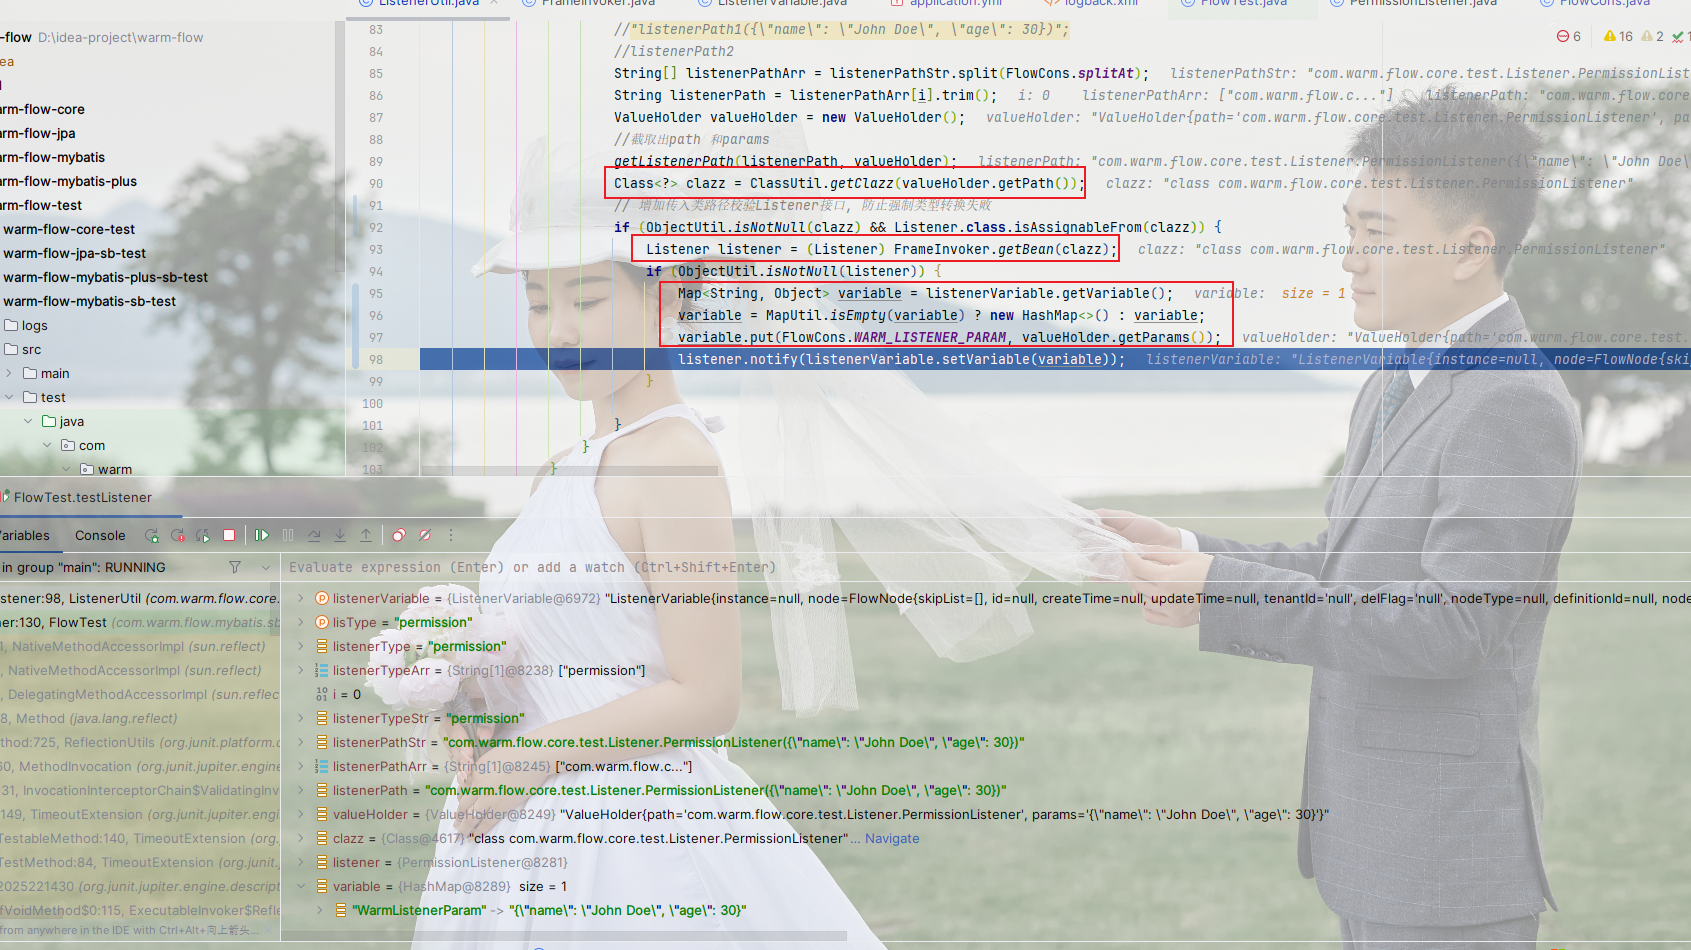 ListenerUtil.java
FrameInvoker.java
ListenerVariable.java
application.yml
logback.xml
FlowTest.java
PermissionListener.java
FlowCons.java
-flow D:\idea-project\warm-flow
ea
arm-flow-core
arm-flow-jpa
arm-flow-mybatis
arm-flow-mybatis-plus
arm-flow-test
warm-flow-core-test
warm-flow-jpa-sb-test
warm-flow-mybatis-plus-sb-test
warm-flow-mybatis-sb-test
logs
src
main
test
java
com
warm
6 16 2 1
83 //"listenerPath1({\"name\": \"John Doe\", \"age\": 30})";
84 //listenerPath2
85 String[] listenerPathArr = listenerPathStr.split(FlowCons.splitAt); listenerPathStr: "com.warm.flow.core.test.Listener.PermissionList
86 String listenerPath = listenerPathArr[i].trim(); i: 0 listenerPathArr: ["com.warm.flow.c..."] listenerPath: "com.warm.flow.core
87 ValueHolder valueHolder = new ValueHolder(); valueHolder: "ValueHolder{path='com.warm.flow.core.test.Listener.PermissionListener', pa
88 //截取出path 和params
89 getListenerPath(listenerPath, valueHolder); listenerPath: "com.warm.flow.core.test.Listener.PermissionListener({\"name\": \"John Doe\
90 Class<?> clazz = ClassUtil.getClazz(valueHolder.getPath()); clazz: "class com.warm.flow.core.test.Listener.PermissionListener"
91 // 增加传入类路径校验Listener接口, 防止强制类型转换失败
92 if (ObjectUtil.isNotNull(clazz) && Listener.class.isAssignableFrom(clazz)) {
93 Listener listener = (Listener) FrameInvoker.getBean(clazz); clazz: "class com.warm.flow.core.test.Listener.PermissionListener"
94 if (ObjectUtil.isNotNull(listener)) {
95 Map<String, Object> variable = listenerVariable.getVariable(); variable: size = 1
96 variable = MapUtil.isEmpty(variable) ? new HashMap<>() : variable;
97 variable.put(FlowCons.WARM_LISTENER_PARAM, valueHolder.getParams()); valueHolder: "ValueHolder{path='com.warm.flow.core.test.
98 listener.notify(listenerVariable.setVariable(variable)); listenerVariable: "ListenerVariable{instance=null, node=FlowNode{skip
99 }
100
101 }
102 }
103 }
FlowTest.testListener
ariables Console
in group "main": RUNNING
Evaluate expression (Enter) or add a watch (Ctrl+Shift+Enter)
stener:98, ListenerUtil (com.warm.flow.core.
ner:130, FlowTest (com.warm.flow.mybatis.sb
, NativeMethodAccessorImpl (sun.reflect)
, NativeMethodAccessorImpl (sun.reflect)
, DelegatingMethodAccessorImpl (sun.reflec
8, Method (java.lang.reflect)
thod:725, ReflectionUtils (org.junit.platform.c
60, MethodInvocation (org.junit.jupiter.engine
31, InvocationInterceptorChain$ValidatingInv
149, TimeoutExtension (org.junit.jupiter.engin
TestableMethod:140, TimeoutExtension (org.
TestMethod:84, TimeoutExtension (org.junit.
2025221430 (org.junit.jupiter.engine.descript
fVoidMethod$0:115, ExecutableInvoker$Refle
from anywhere in the IDE with Ctrl+Alt+向上箭头...
listenerVariable = {ListenerVariable@6972} "ListenerVariable{instance=null, node=FlowNode{skipList=[], id=null, createTime=null, updateTime=null, tenantId='null', delFlag='null', nodeType=null, definitionId=null, node
lisType = "permission"
listenerType = "permission"
listenerTypeArr = {String[1]@8238} ["permission"]
i = 0
listenerTypeStr = "permission"
listenerPathStr = "com.warm.flow.core.test.Listener.PermissionListener({\"name\": \"John Doe\", \"age\": 30})"
listenerPathArr = {String[1]@8245} ["com.warm.flow.c..."]
listenerPath = "com.warm.flow.core.test.Listener.PermissionListener({\"name\": \"John Doe\", \"age\": 30})"
valueHolder = {ValueHolder@8249} "ValueHolder{path='com.warm.flow.core.test.Listener.PermissionListener', params='{\"name\": \"John Doe\", \"age\": 30}'}"
clazz = {Class@4617} "class com.warm.flow.core.test.Listener.PermissionListener" ... Navigate
listener = {PermissionListener@8281}
variable = {HashMap@8289} size = 1
"WarmListenerParam" -> "{\"name\": \"John Doe\", \"age\": 30}"